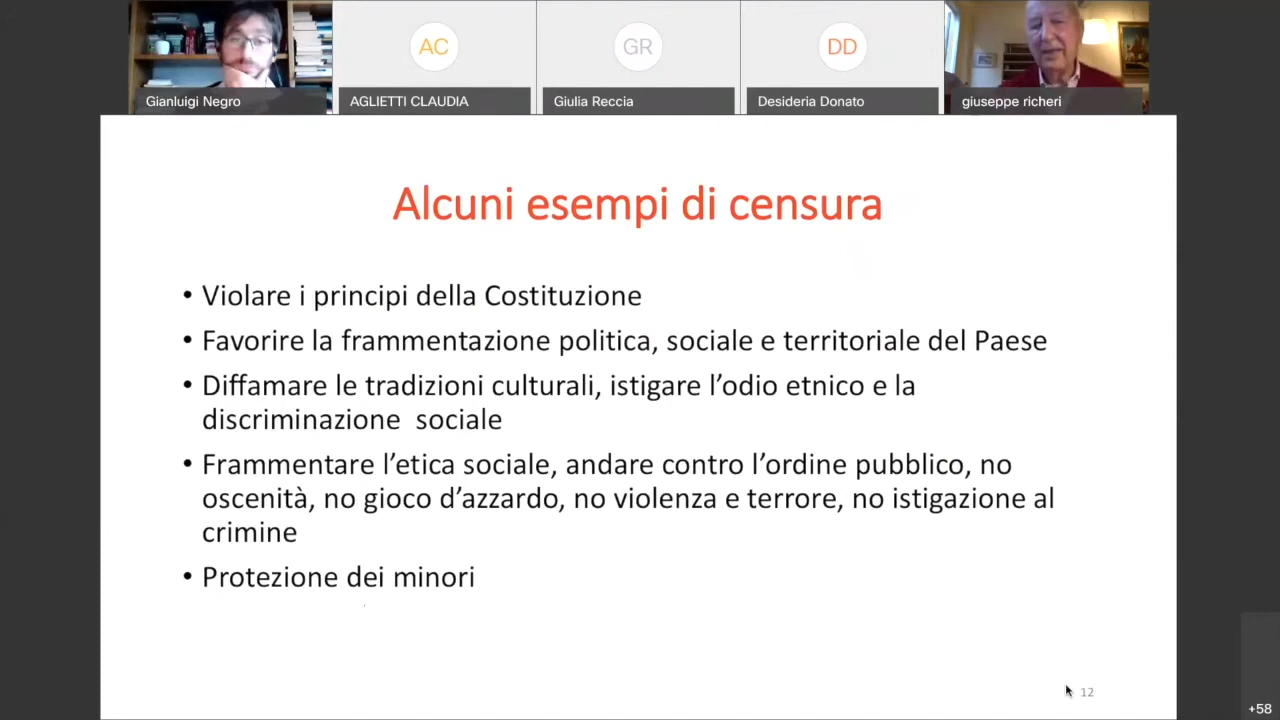 AC
GR
DD
Gianluigi Negro
AGLIETTI CLAUDIA
Giulia Reccia
Desideria Donato
giuseppe richeri
Alcuni esempi di censura
• Violare i principi della Costituzione
• Favorire la frammentazione politica, sociale e territoriale del Paese
• Diffamare le tradizioni culturali, istigare l’odio etnico e la
discriminazione  sociale
• Frammentare l’etica sociale, andare contro l’ordine pubblico, no
oscenità, no gioco d’azzardo, no violenza e terrore, no istigazione al
crimine
• Protezione dei minori
12
+58